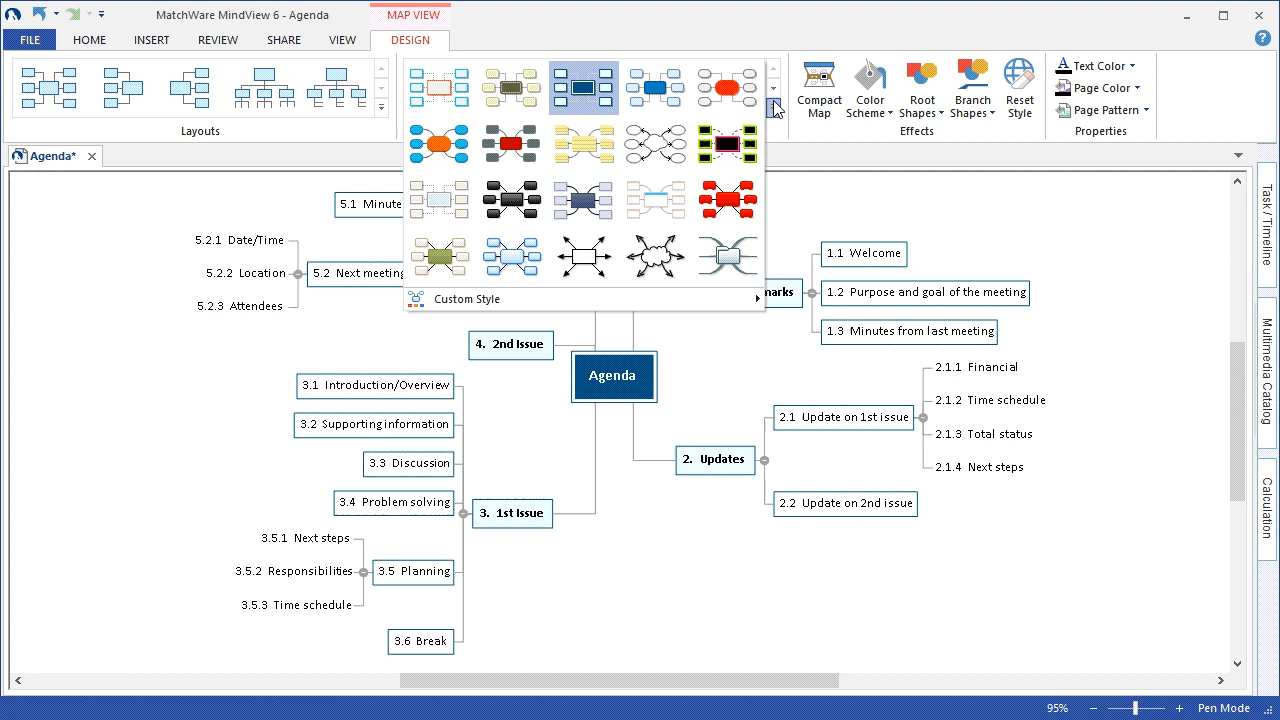 MatchWare MindView 6 - Agenda
MAP VIEW
FILE
HOME
INSERT
REVIEW
SHARE
VIEW
DESIGN
Layouts
Compact Map
Color Scheme
Root Shapes
Branch Shapes
Reset Style
Effects
Text Color
Page Color
Page Pattern
Properties
Agenda*
Custom Style
5.1 Minute
5.2.1 Date/Time
5.2.2 Location
5.2.3 Attendees
5.2 Next meeting
4. 2nd Issue
Agenda
3.1 Introduction/Overview
3.2 Supporting information
3.3 Discussion
3.4 Problem solving
3. 1st Issue
3.5.1 Next steps
3.5.2 Responsibilities
3.5.3 Time schedule
3.5 Planning
3.6 Break
marks
1.1 Welcome
1.2 Purpose and goal of the meeting
1.3 Minutes from last meeting
2. Updates
2.1 Update on 1st issue
2.1.1 Financial
2.1.2 Time schedule
2.1.3 Total status
2.1.4 Next steps
2.2 Update on 2nd issue
Task / Timeline
Multimedia Catalog
Calculation
95%
Pen Mode